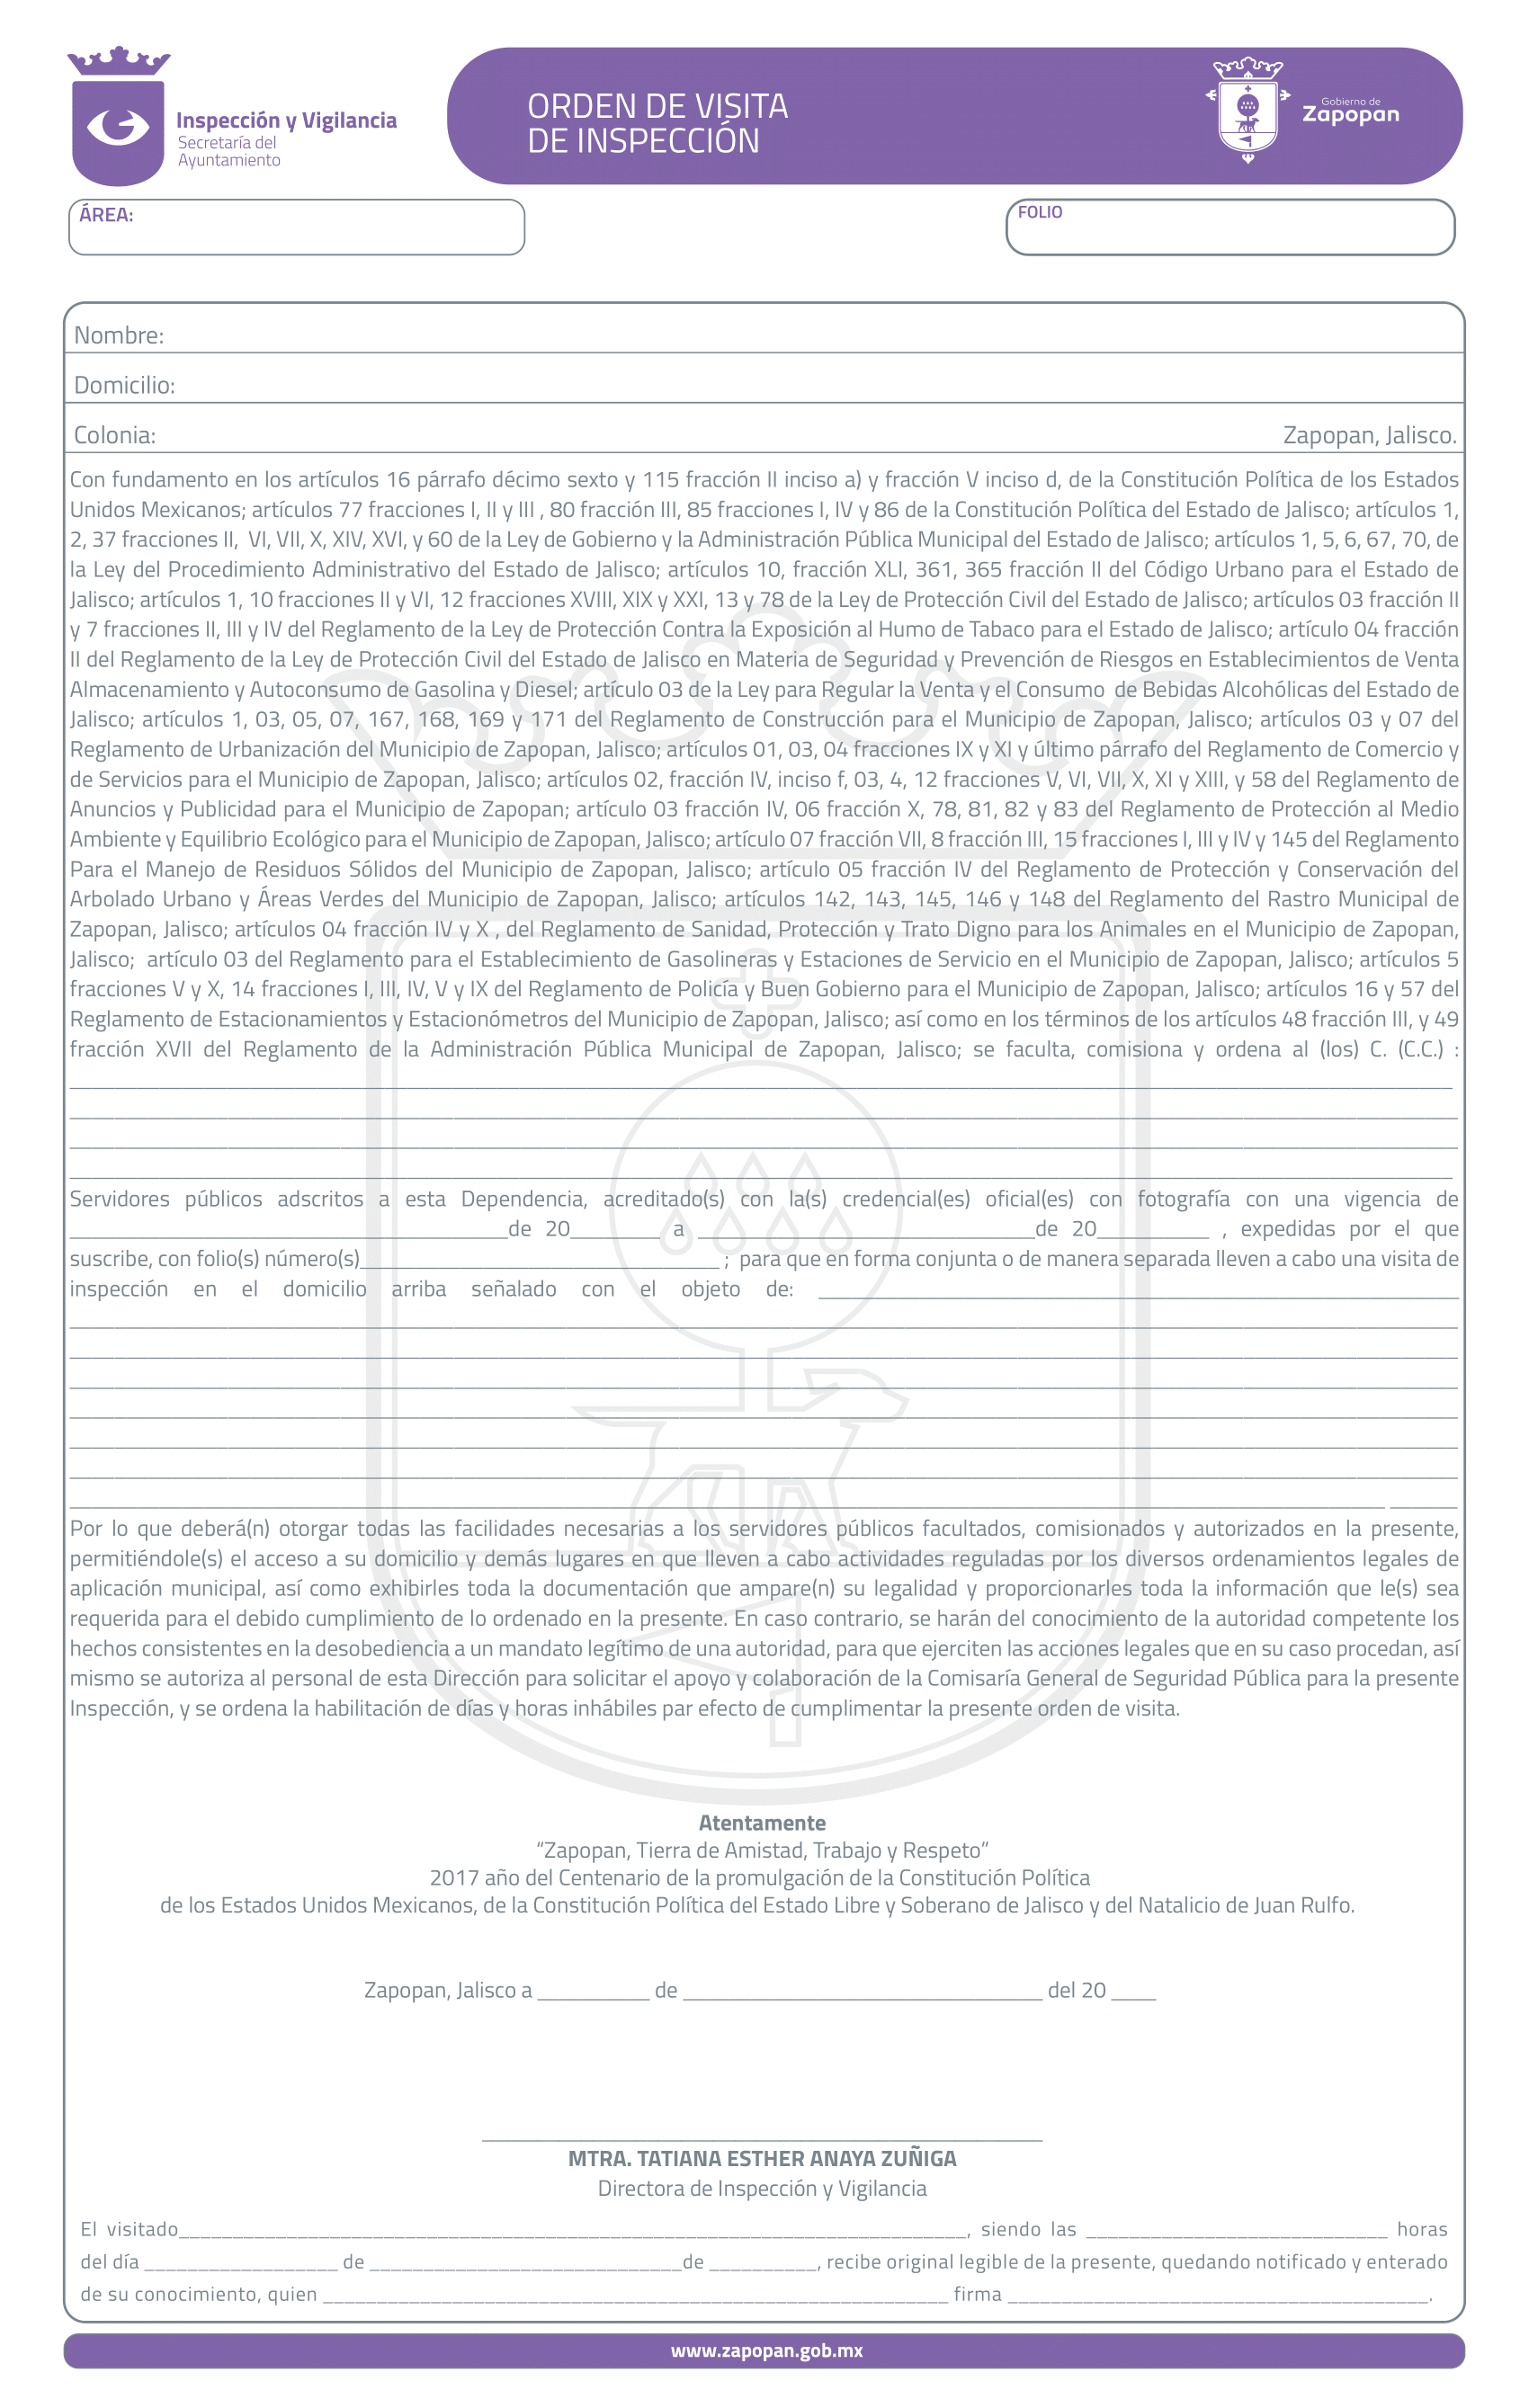 Inspección y Vigilancia
Secretaría del
Ayuntamiento
ORDEN DE VISITA
DE INSPECCIÓN
Gobierno de
Zapopan
ÁREA:
FOLIO
Nombre:
Domicilio:
Colonia: Zapopan, Jalisco.
Con fundamento en los artículos 16 párrafo décimo sexto y 115 fracción II inciso a) y fracción V inciso d, de la Constitución Política de los Estados
Unidos Mexicanos; artículos 77 fracciones I, II y III , 80 fracción III, 85 fracciones I, IV y 86 de la Constitución Política del Estado de Jalisco; artículos 1,
2, 37 fracciones II, VI, VII, X, XIV, XVI, y 60 de la Ley de Gobierno y la Administración Pública Municipal del Estado de Jalisco; artículos 1, 5, 6, 67, 70, de
la Ley del Procedimiento Administrativo del Estado de Jalisco; artículos 10, fracción XLI, 361, 365 fracción II del Código Urbano para el Estado de
Jalisco; artículos 1, 10 fracciones II y VI, 12 fracciones XVIII, XIX y XXI, 13 y 78 de la Ley de Protección Civil del Estado de Jalisco; artículos 03 fracción II
y 7 fracciones II, III y IV del Reglamento de la Ley de Protección Contra la Exposición al Humo de Tabaco para el Estado de Jalisco; artículo 04 fracción
II del Reglamento de la Ley de Protección Civil del Estado de Jalisco en Materia de Seguridad y Prevención de Riesgos en Establecimientos de Venta
Almacenamiento y Autoconsumo de Gasolina y Diesel; artículo 03 de la Ley para Regular la Venta y el Consumo de Bebidas Alcohólicas del Estado de
Jalisco; artículos 1, 03, 05, 07, 167, 168, 169 y 171 del Reglamento de Construcción para el Municipio de Zapopan, Jalisco; artículos 03 y 07 del
Reglamento de Urbanización del Municipio de Zapopan, Jalisco; artículos 01, 03, 04 fracciones IX y XI y último párrafo del Reglamento de Comercio y
de Servicios para el Municipio de Zapopan, Jalisco; artículos 02, fracción IV, inciso f, 03, 4, 12 fracciones V, VI, VII, X, XI y XIII, y 58 del Reglamento de
Anuncios y Publicidad para el Municipio de Zapopan; artículo 03 fracción IV, 06 fracción X, 78, 81, 82 y 83 del Reglamento de Protección al Medio
Ambiente y Equilibrio Ecológico para el Municipio de Zapopan, Jalisco; artículo 07 fracción VII, 8 fracción III, 15 fracciones I, III y IV y 145 del Reglamento
Para el Manejo de Residuos Sólidos del Municipio de Zapopan, Jalisco; artículo 05 fracción IV del Reglamento de Protección y Conservación del
Arbolado Urbano y Áreas Verdes del Municipio de Zapopan, Jalisco; artículos 142, 143, 145, 146 y 148 del Reglamento del Rastro Municipal de
Zapopan, Jalisco; artículos 04 fracción IV y X , del Reglamento de Sanidad, Protección y Trato Digno para los Animales en el Municipio de Zapopan,
Jalisco; artículo 03 del Reglamento para el Establecimiento de Gasolineras y Estaciones de Servicio en el Municipio de Zapopan, Jalisco; artículos 5
fracciones V y X, 14 fracciones I, III, IV, V y IX del Reglamento de Policía y Buen Gobierno para el Municipio de Zapopan, Jalisco; artículos 16 y 57 del
Reglamento de Estacionamientos y Estacionómetros del Municipio de Zapopan, Jalisco; así como en los términos de los artículos 48 fracción III, y 49
fracción XVII del Reglamento de la Administración Pública Municipal de Zapopan, Jalisco; se faculta, comisiona y ordena al (los) C. (C.C.) :
Servidores públicos adscritos a esta Dependencia, acreditado(s) con la(s) credencial(es) oficial(es) con fotografía con una vigencia de
____de 20____ a ____de 20____ , expedidas por el que
suscribe, con folio(s) número(s)____ ; para que en forma conjunta o de manera separada lleven a cabo una visita de
inspección en el domicilio arriba señalado con el objeto de: ____
Por lo que deberá(n) otorgar todas las facilidades necesarias a los servidores públicos facultados, comisionados y autorizados en la presente,
permitiéndole(s) el acceso a su domicilio y demás lugares en que lleven a cabo actividades reguladas por los diversos ordenamientos legales de
aplicación municipal, así como exhibirles toda la documentación que ampare(n) su legalidad y proporcionarles toda la información que le(s) sea
requerida para el debido cumplimiento de lo ordenado en la presente. En caso contrario, se harán del conocimiento de la autoridad competente los
hechos consistentes en la desobediencia a un mandato legítimo de una autoridad, para que ejerciten las acciones legales que en su caso procedan, así
mismo se autoriza al personal de esta Dirección para solicitar el apoyo y colaboración de la Comisaría General de Seguridad Pública para la presente
Inspección, y se ordena la habilitación de días y horas inhábiles par efecto de cumplimentar la presente orden de visita.
Atentamente
“Zapopan, Tierra de Amistad, Trabajo y Respeto”
2017 año del Centenario de la promulgación de la Constitución Política
de los Estados Unidos Mexicanos, de la Constitución Política del Estado Libre y Soberano de Jalisco y del Natalicio de Juan Rulfo.
Zapopan, Jalisco a ____ de ____ del 20 ____
MTRA. TATIANA ESTHER ANAYA ZUÑIGA
Directora de Inspección y Vigilancia
El visitado____, siendo las ____ horas
del día ____ de ____de ____, recibe original legible de la presente, quedando notificado y enterado
de su conocimiento, quien ____ firma ____.
www.zapopan.gob.mx